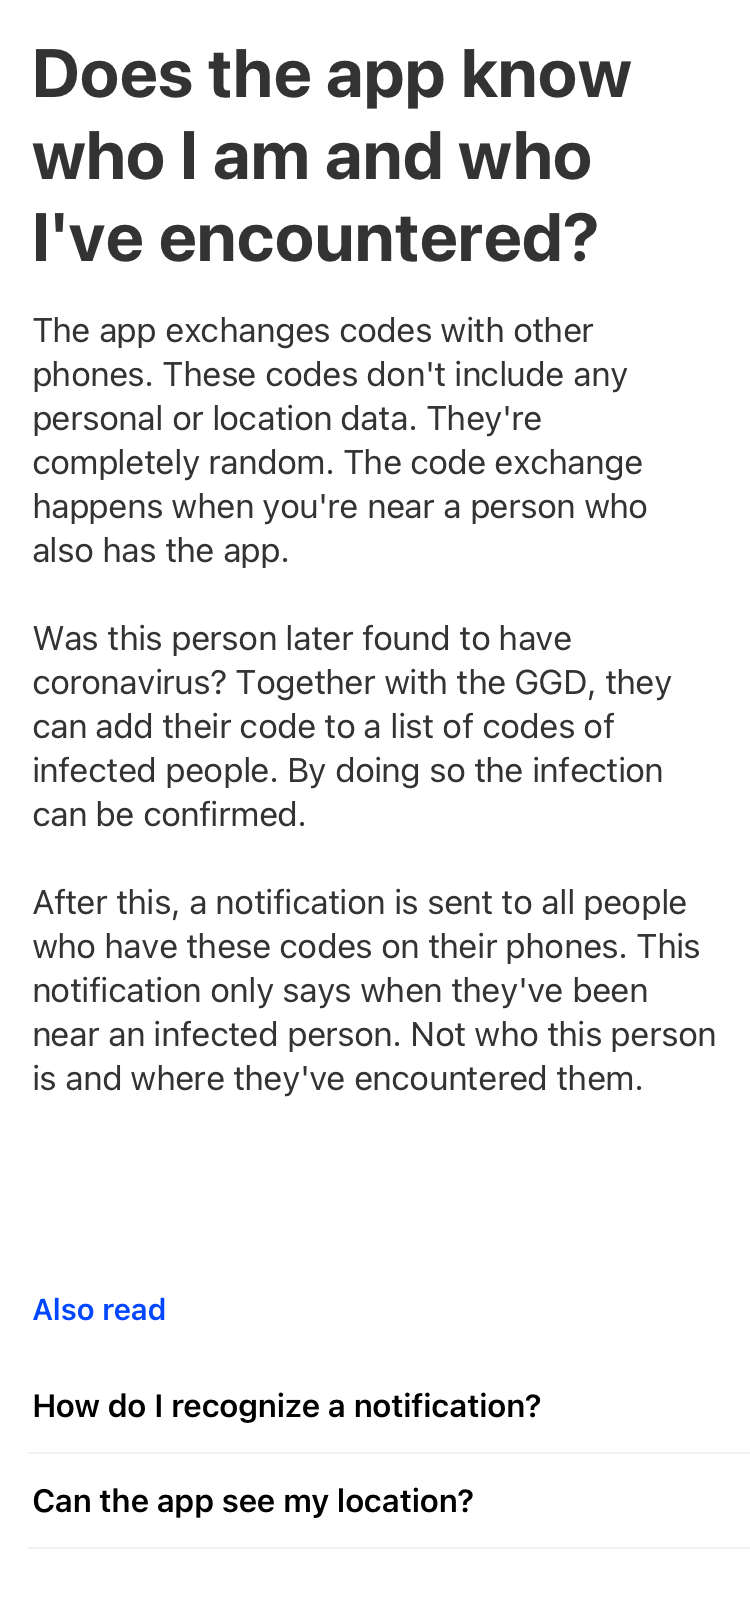 Does the app know
who I am and who
I've encountered?
The app exchanges codes with other
phones. These codes don't include any
personal or location data. They're
completely random. The code exchange
happens when you're near a person who
also has the app.
Was this person later found to have
coronavirus? Together with the GGD, they
can add their code to a list of codes of
infected people. By doing so the infection
can be confirmed.
After this, a notification is sent to all people
who have these codes on their phones. This
notification only says when they've been
near an infected person. Not who this person
is and where they've encountered them.
Also read
How do I recognize a notification?
Can the app see my location?